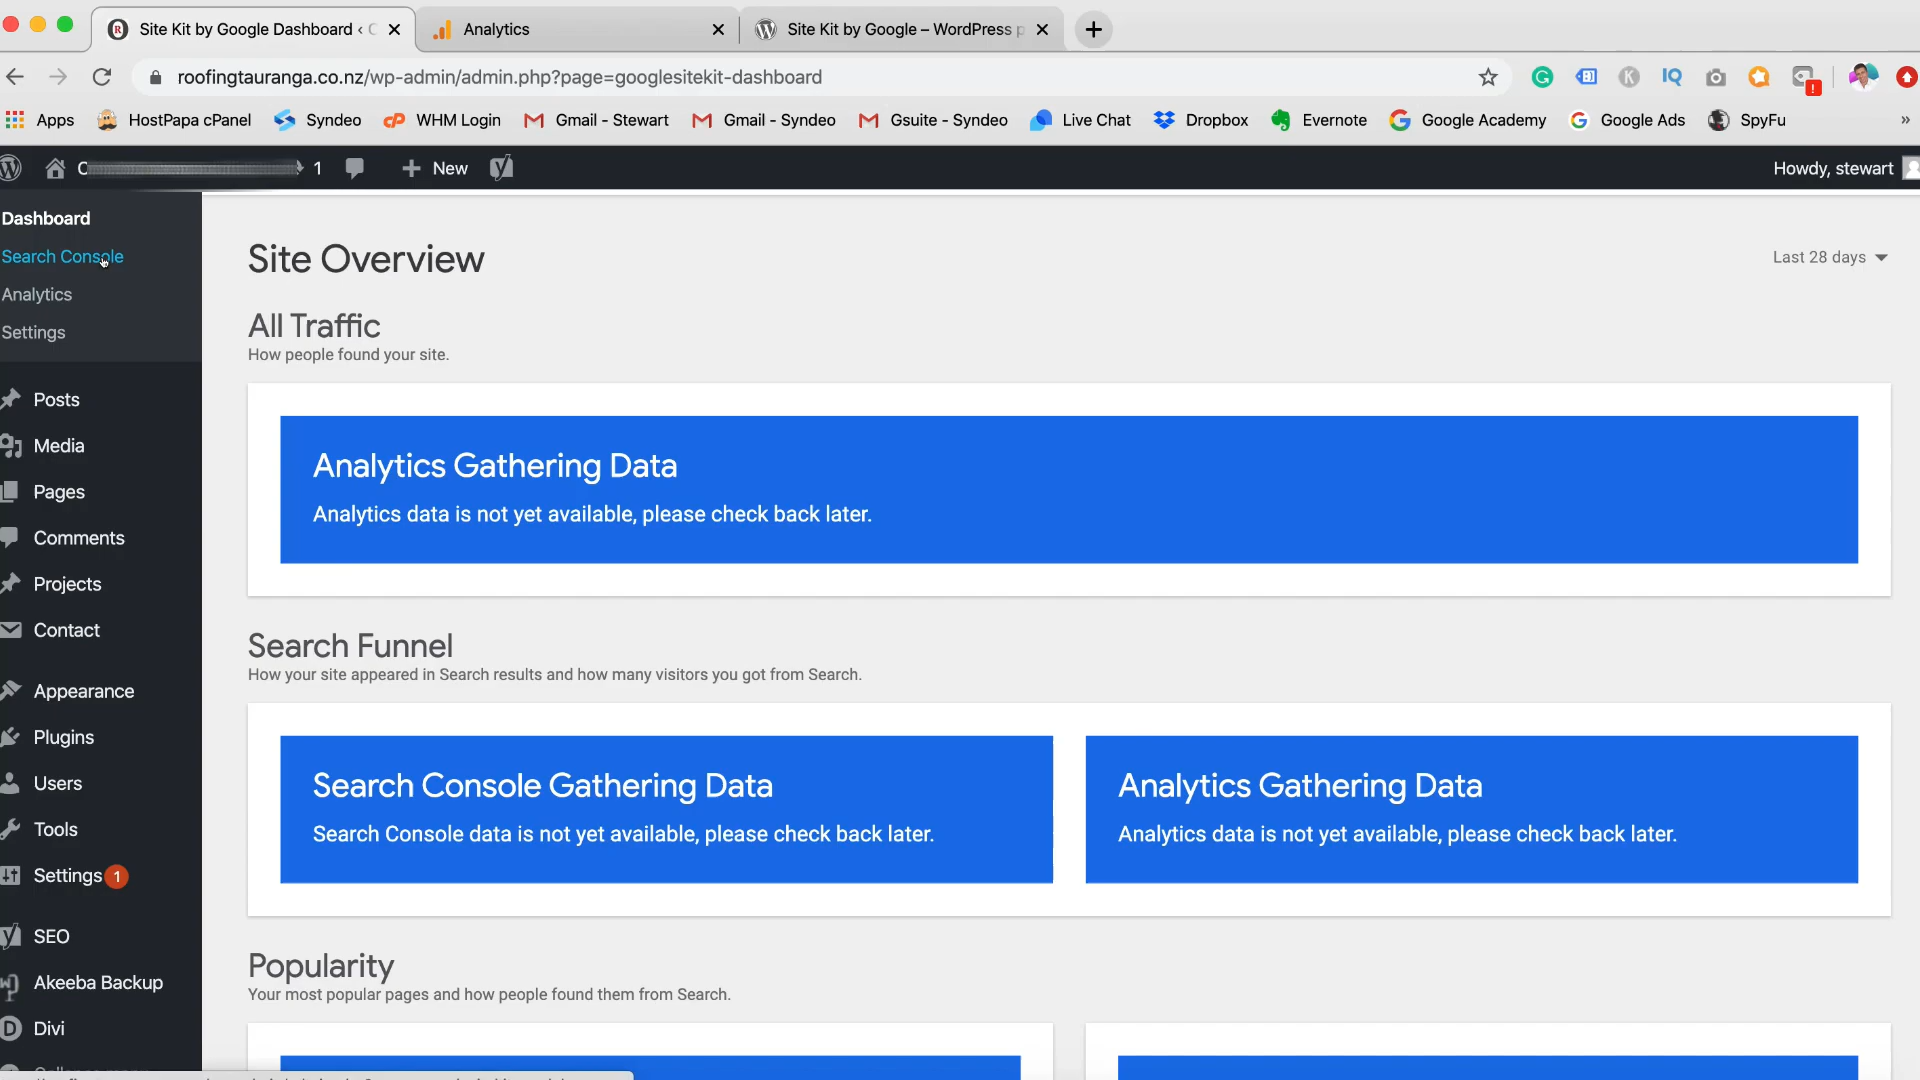 Site Kit by Google Dashboard ‹
Analytics
Site Kit by Google – WordPress
roofingtauranga.co.nz/wp-admin/admin.php?page=googlesitekit-dashboard
Apps
HostPapa cPanel
Syndeo
WHM Login
Gmail - Stewart
Gmail - Syndeo
Gsuite - Syndeo
Live Chat
Dropbox
Evernote
Google Academy
Google Ads
SpyFu
»
1
New
Howdy, stewart
Dashboard
Search Console
Analytics
Settings
Posts
Media
Pages
Comments
Projects
Contact
Appearance
Plugins
Users
Tools
Settings 1
SEO
Akeeba Backup
Divi
Site Overview
Last 28 days
All Traffic
How people found your site.
Analytics Gathering Data
Analytics data is not yet available, please check back later.
Search Funnel
How your site appeared in Search results and how many visitors you got from Search.
Search Console Gathering Data
Search Console data is not yet available, please check back later.
Analytics Gathering Data
Analytics data is not yet available, please check back later.
Popularity
Your most popular pages and how people found them from Search.